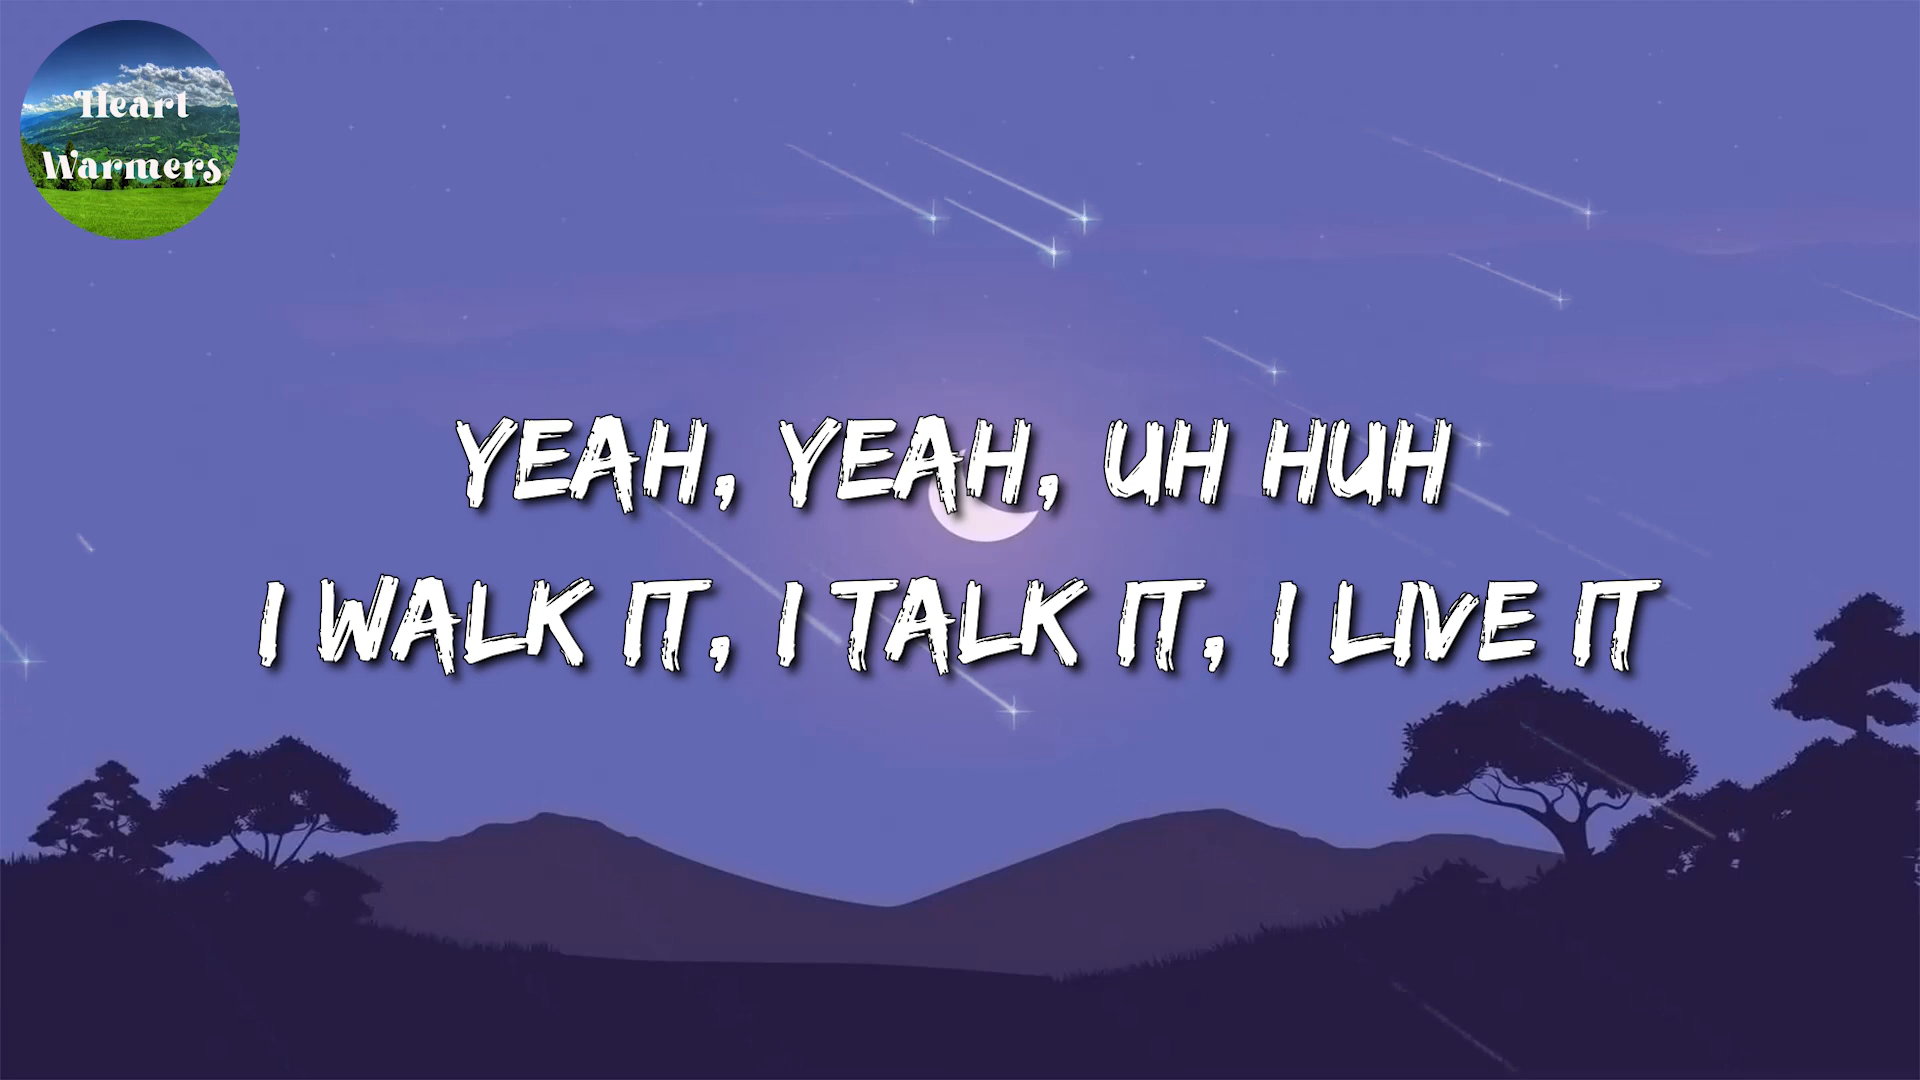 Heart
Warmers
YEAH, YEAH, UH HUH
I WALK IT, I TALK IT, I LIVE IT